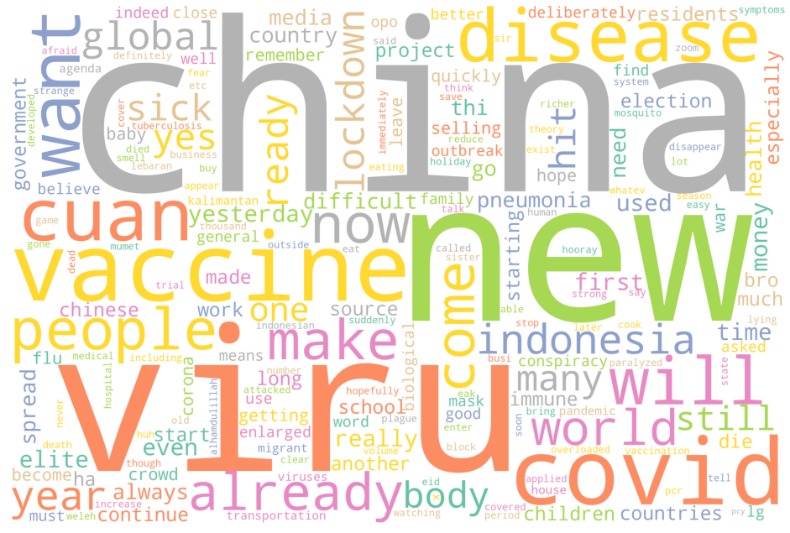 indeed close media opo better deliberately residents symptoms
want global country lockdown project disease sir
afraid said zoom
definitely remember
agenda well quickly find system
strange fear save think
government developed china
etc cover sick leave immediately richer election especially
baby tuberculosis thi hit theory mosquito
yes ready selling reduce need health
died business outbreak exist disappear
smell holiday hope lot
believe buy eating go
lebaran appear difficult family pneumonia used whatev season
kalimantan yesterday talk human war easy money
cuan thousand now new
game general called starting hooray bro
gone mumet outside eat sister first much
dead vaccine made source come strong say
trial able
chinese work one indonesian stop later cook lying
people suddenly make indonesia time
means biological conspiracy asked
flu medical including corona number busi paralyzed
hospital long attacked many will state
spread viru hopefully immune
never use alhamdulillah school plague mask bring pandemic
getting old word good soon world still
death start huh enlarged really enter overloaded vaccination
elite even migrant volume block die
though another clear covid pcr tell
become ha crowd viruses eid applied
year always already body children house countries lg
must increase continue transportation watching covered period pcy
weleh